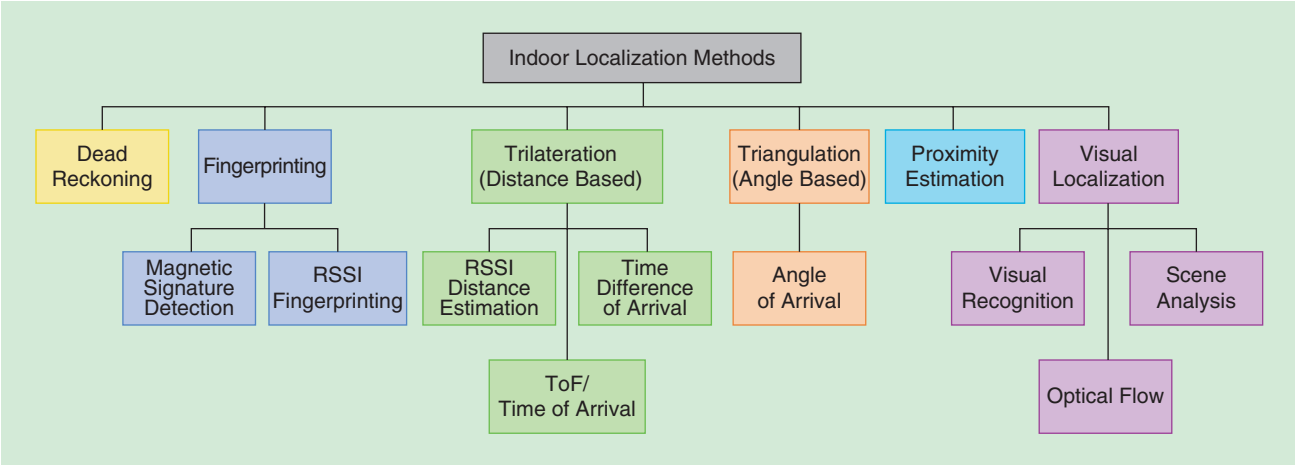 Indoor Localization Methods
Dead
Reckoning
Fingerprinting
Trilateration
(Distance Based)
Triangulation
(Angle Based)
Proximity
Estimation
Visual
Localization
Magnetic
Signature
Detection
RSSI
Fingerprinting
RSSI
Distance
Estimation
Time
Difference
of Arrival
Angle
of Arrival
Visual
Recognition
Scene
Analysis
ToF/
Time of Arrival
Optical Flow